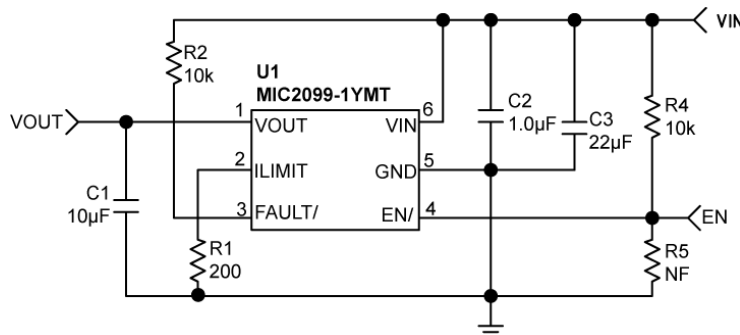 VIN
R2
10k
U1
MIC2099-1YMT
1
6
VOUT
VOUT
VIN
C2
1.0µF
C3
22µF
R4
10k
2
5
ILIMIT
GND
C1
10µF
3
4
FAULT/
EN/
EN
R1
200
R5
NF